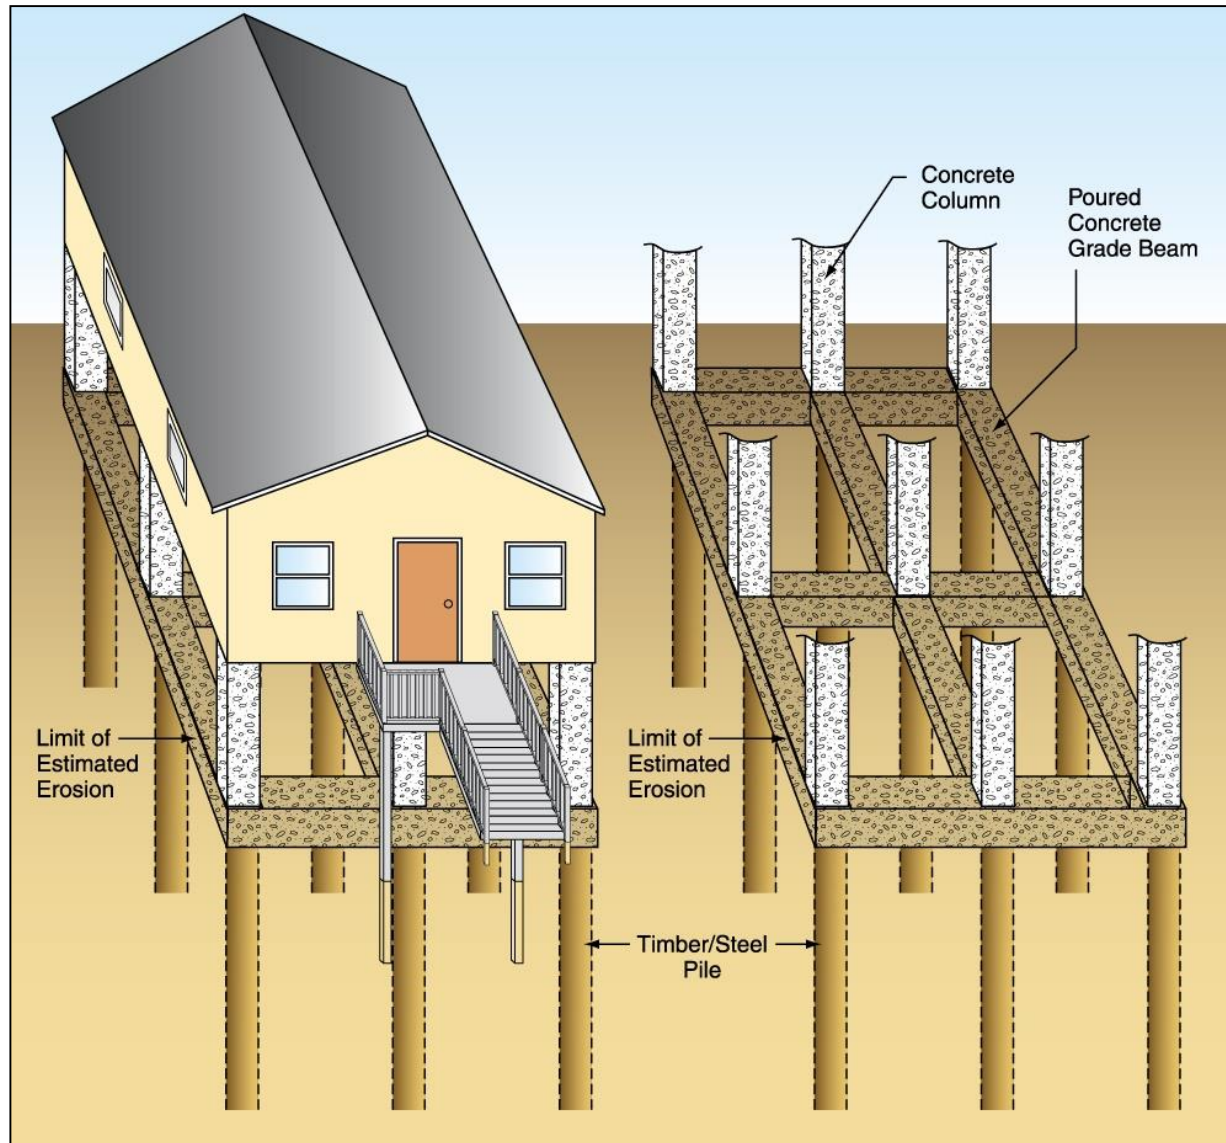 Concrete
Column
Poured
Concrete
Grade Beam
Limit of
Estimated
Erosion
Limit of
Estimated
Erosion
Timber/Steel
Pile